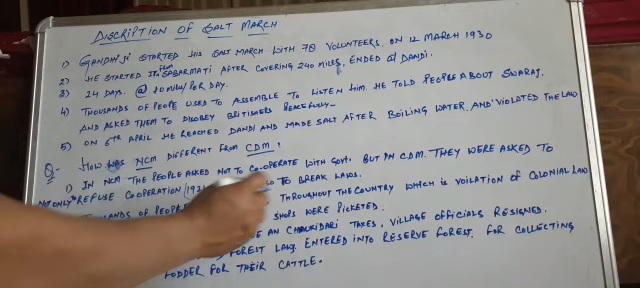 DISCRIPTION OF SALT MARCH
1) GANDHI JI STARTED HIS SALT MARCH WITH 78 VOLUNTEERS. ON 12 MARCH 1930
2) HE STARTED IT FROM SABARMATI AFTER COVERING 240 MILES, ENDED at DANDI.
3) 24 DAYS. @ 10 MILE/PER DAY.
4) THOUSANDS OF PEOPE USED TO ASSEMBLE TO LISTEN HIM. HE TOLD PEOPLE ABOUT SWARAJ.
AND ASKED THEM TO DISOBEY BRITISHERS PEACEFULLY
5) ON 6th APRIL HE REACHED DANDI AND MADE SALT AFTER BOILING WATER. AND VIOLATED THE LAW
Q- HOW WAS NCM DIFFERENT FROM CDM:
1) IN NCM THE PEOPLE ASKED NOT TO CO-OPERATE WITH GOVT. BUT IN CDM. THEY WERE ASKED TO
NOT ONLY REFUSE COOPERATION TO BREAK LAWS.
OF PEOPLE THROUGHOUT THE COUNTRY WHICH IS VOILATION OF COLONIAL LAW
SHOPS WERE PICKETED.
AN CHAUKIDARI TAXES, VILLAGE OFFICIALS RESIGNED.
FOREST LAW, ENTERED INTO RESERVE FOREST. FOR COLLECTING
FODDER FOR THEIR CATTLE.